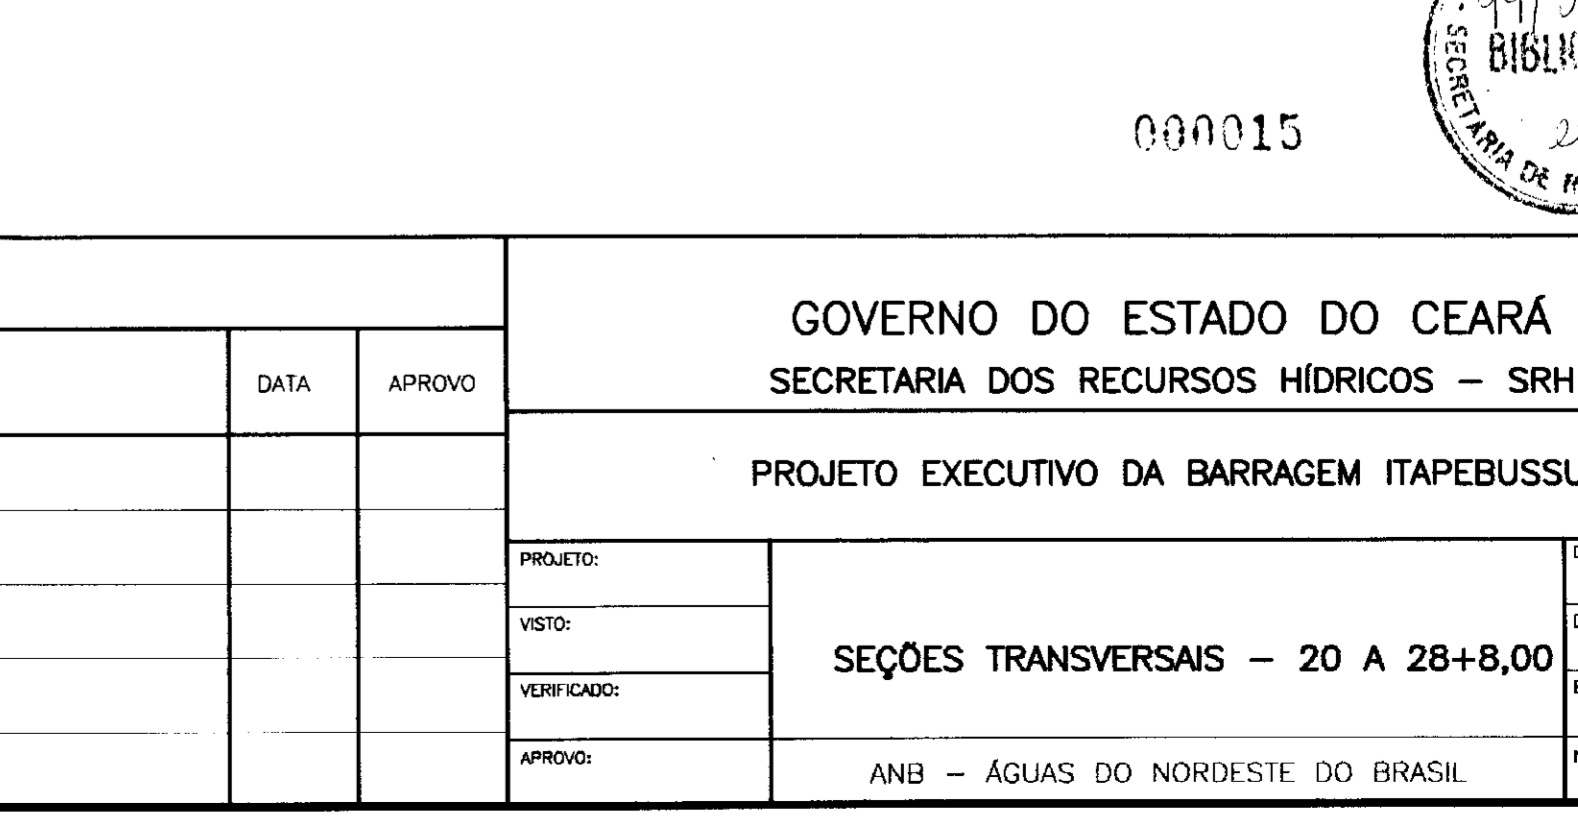 BIBLIO
000015
SECRETARIA DE
GOVERNO DO ESTADO DO CEARÁ
SECRETARIA DOS RECURSOS HÍDRICOS – SRH
DATA
APROVO
PROJETO EXECUTIVO DA BARRAGEM ITAPEBUSSU
PROJETO:
VISTO:
SEÇÕES TRANSVERSAIS – 20 A 28+8,00
VERIFICADO:
APROVO:
ANB – ÁGUAS DO NORDESTE DO BRASIL